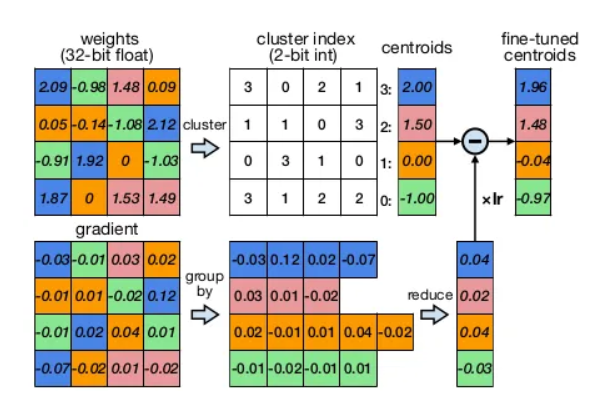 weights
(32-bit float)
cluster index
(2-bit int)
centroids
fine-tuned
centroids
2.09 -0.98 1.48 0.09
0.05 -0.14 -1.08 2.12
-0.91 1.92 0 -1.03
1.87 0 1.53 1.49
cluster
3 0 2 1
1 1 0 3
0 3 1 0
3 1 2 2
3: 2.00
2: 1.50
1: 0.00
0: -1.00
1.96
1.48
-0.04
-0.97
×lr
gradient
-0.03 -0.01 0.03 0.02
-0.01 0.01 -0.02 0.12
-0.01 0.02 0.04 0.01
-0.07 -0.02 0.01 -0.02
group
by
-0.03 0.12 0.02 -0.07
0.03 0.01 -0.02
0.02 -0.01 0.01 0.04 -0.02
-0.01 -0.02 -0.01 0.01
reduce
0.04
0.02
0.04
-0.03